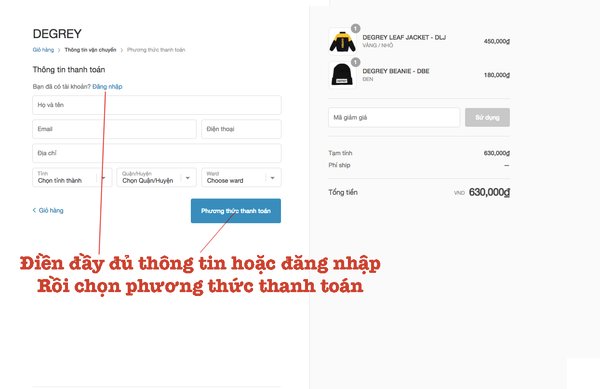 DEGREY
Giỏ hàng > Thông tin vận chuyển > Phương thức thanh toán
Thông tin thanh toán
Bạn đã có tài khoản? Đăng nhập
Họ và tên
Email
Điện thoại
Địa chỉ
Tỉnh
Chọn tỉnh thành
Quận/Huyện
Chọn Quận/Huyện
Ward
Choose ward
< Giỏ hàng
Phương thức thanh toán
Điền đầy đủ thông tin hoặc đăng nhập
Rồi chọn phương thức thanh toán
1
DEGREY LEAF JACKET - DLJ
VÀNG / NHỎ
450,000₫
1
DEGREY BEANIE - DBE
ĐEN
180,000₫
Mã giảm giá
Sử dụng
Tạm tính
630,000₫
Phí ship
—
Tổng tiền
VND 630,000₫